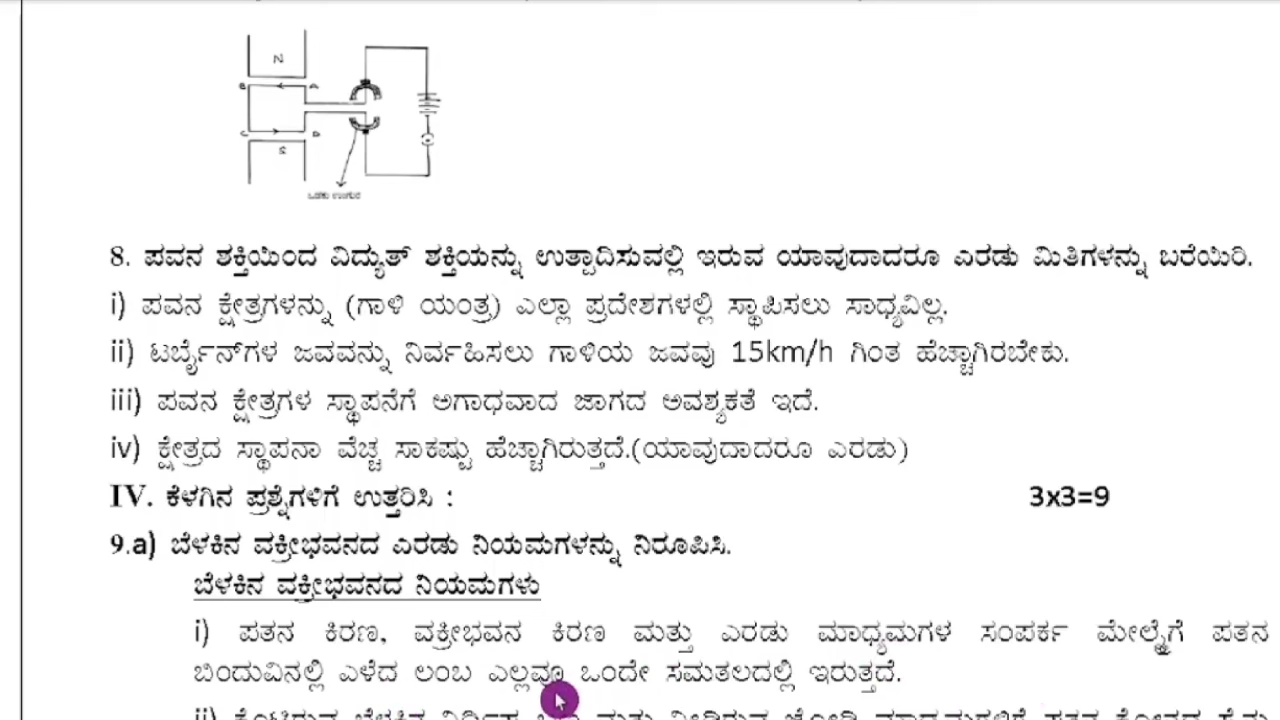 N
B A
C D
S
ಒಡಕು ಉಂಗುರ
8. ಪವನ ಶಕ್ತಿಯಿಂದ ವಿದ್ಯುತ್ ಶಕ್ತಿಯನ್ನು ಉತ್ಪಾದಿಸುವಲ್ಲಿ ಇರುವ ಯಾವುದಾದರೂ ಎರಡು ಮಿತಿಗಳನ್ನು ಬರೆಯಿರಿ.
i) ಪವನ ಕ್ಷೇತ್ರಗಳನ್ನು (ಗಾಳಿ ಯಂತ್ರ) ಎಲ್ಲಾ ಪ್ರದೇಶಗಳಲ್ಲಿ ಸ್ಥಾಪಿಸಲು ಸಾಧ್ಯವಿಲ್ಲ.
ii) ಟರ್ಬೈನ್‌ಗಳ ಜವವನ್ನು ನಿರ್ವಹಿಸಲು ಗಾಳಿಯ ಜವವು 15km/h ಗಿಂತ ಹೆಚ್ಚಾಗಿರಬೇಕು.
iii) ಪವನ ಕ್ಷೇತ್ರಗಳ ಸ್ಥಾಪನೆಗೆ ಅಗಾಧವಾದ ಜಾಗದ ಅವಶ್ಯಕತೆ ಇದೆ.
iv) ಕ್ಷೇತ್ರದ ಸ್ಥಾಪನಾ ವೆಚ್ಚ ಸಾಕಷ್ಟು ಹೆಚ್ಚಾಗಿರುತ್ತದೆ.(ಯಾವುದಾದರೂ ಎರಡು)
IV. ಕೆಳಗಿನ ಪ್ರಶ್ನೆಗಳಿಗೆ ಉತ್ತರಿಸಿ : 3x3=9
9.a) ಬೆಳಕಿನ ವಕ್ರೀಭವನದ ಎರಡು ನಿಯಮಗಳನ್ನು ನಿರೂಪಿಸಿ.
ಬೆಳಕಿನ ವಕ್ರೀಭವನದ ನಿಯಮಗಳು
i) ಪತನ ಕಿರಣ, ವಕ್ರೀಭವನ ಕಿರಣ ಮತ್ತು ಎರಡು ಮಾಧ್ಯಮಗಳ ಸಂಪರ್ಕ ಮೇಲ್ಮೈಗೆ ಪತನ
ಬಿಂದುವಿನಲ್ಲಿ ಎಳೆದ ಲಂಬ ಎಲ್ಲವೂ ಒಂದೇ ಸಮತಲದಲ್ಲಿ ಇರುತ್ತದೆ.